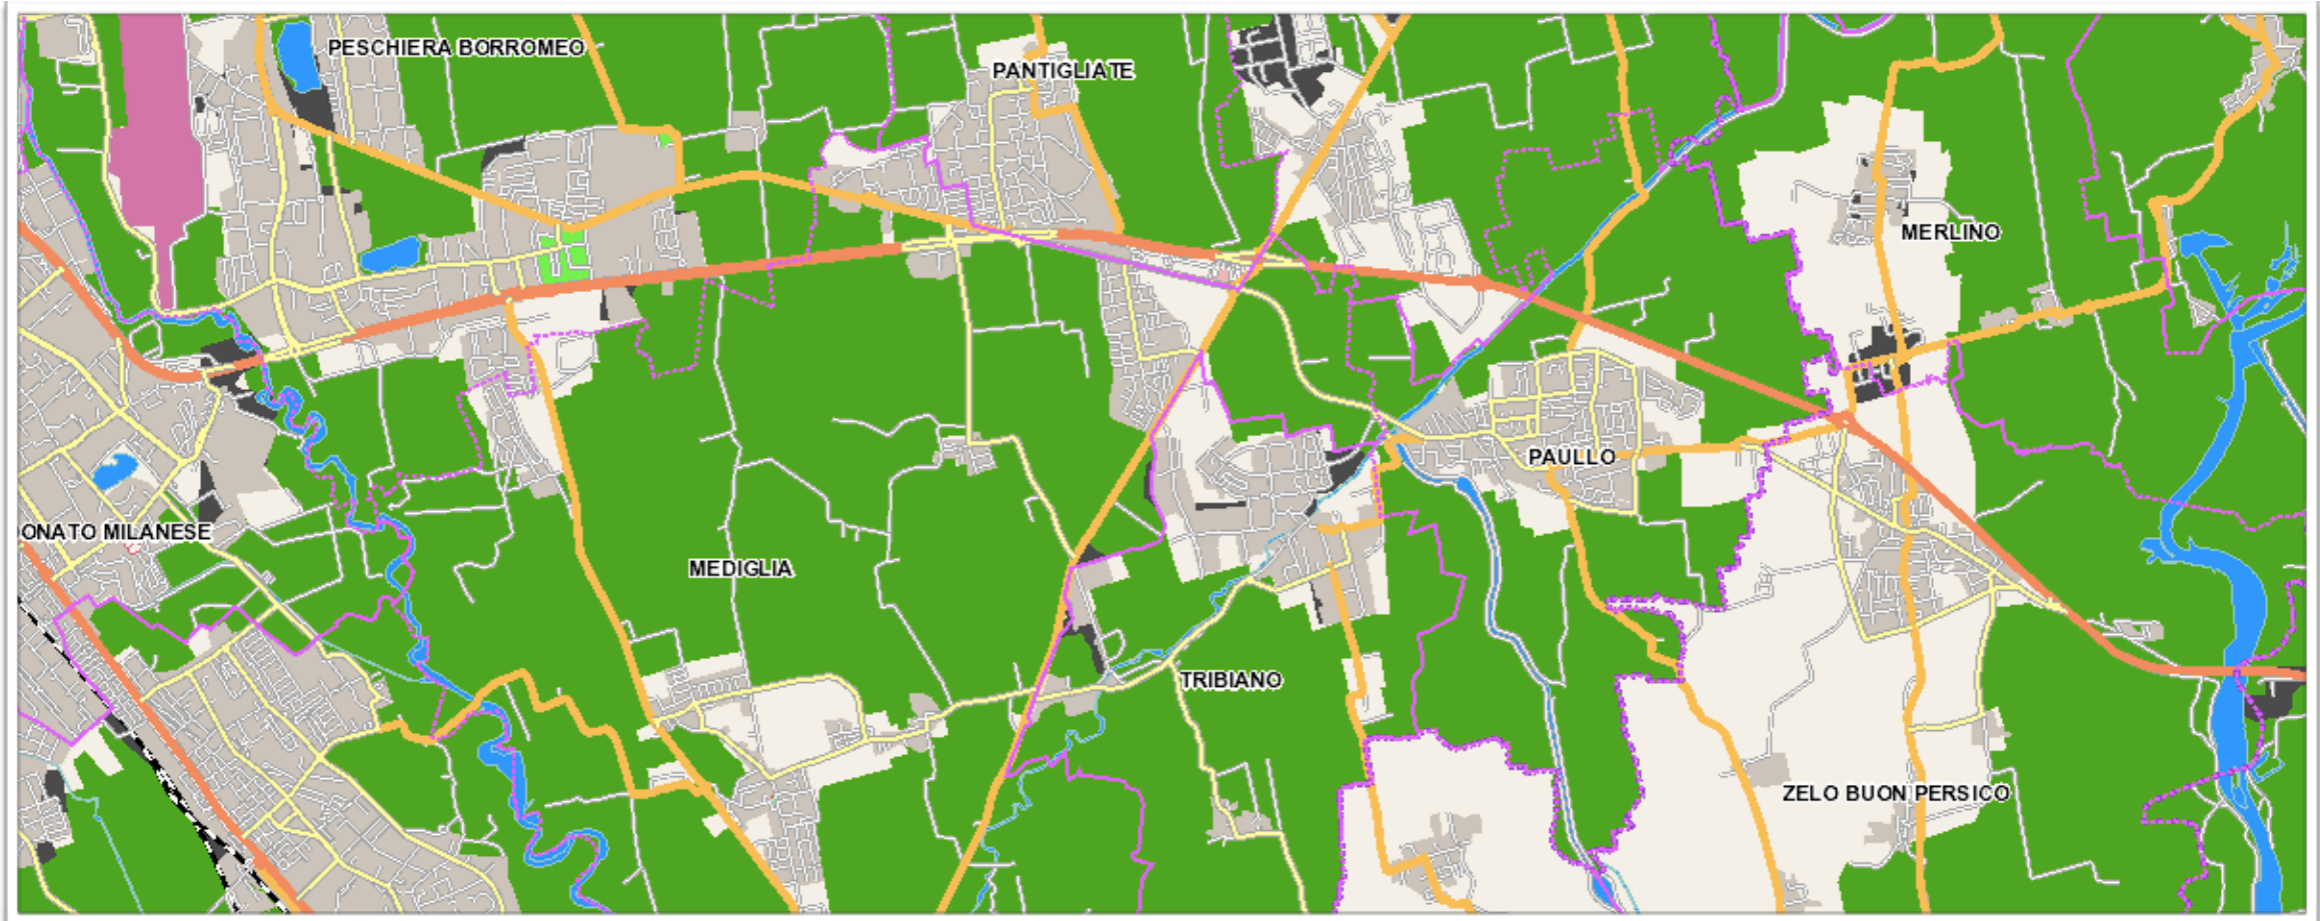 PESCHIERA BORROMEO
PANTIGLIATE
MERLINO
PAULLO
ONATO MILANESE
MEDIGLIA
TRIBIANO
ZELO BUON PERSICO